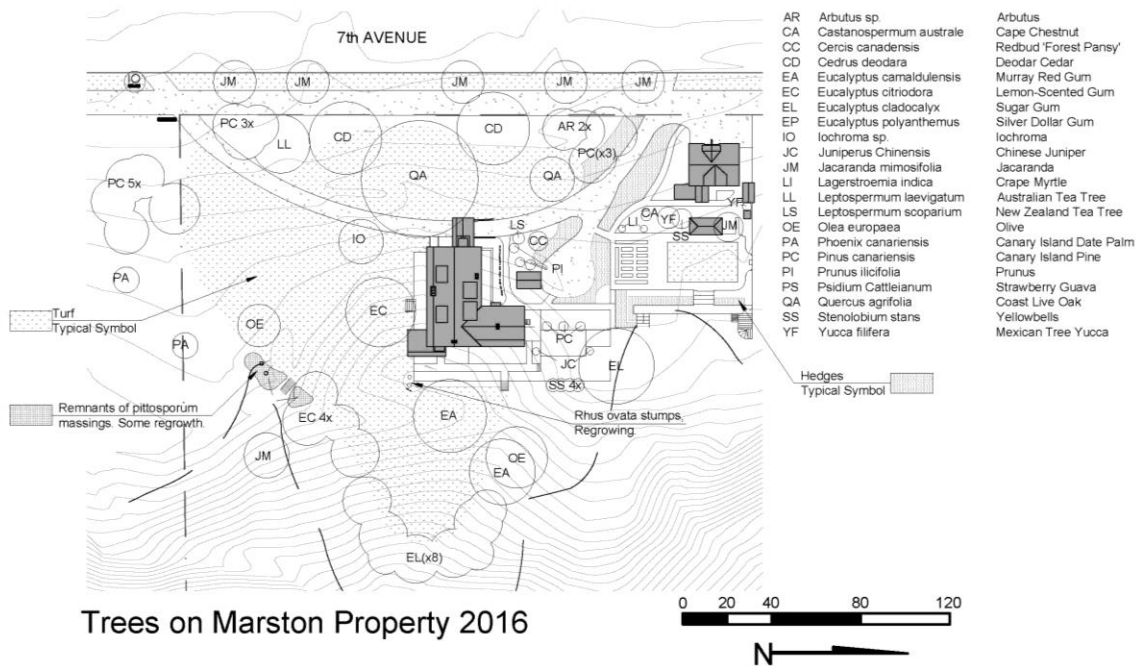 7th AVENUE
IO
JM
JM
JM
JM
JM
PC 3x
LL
CD
CD
AR 2x
PC(x3)
QA
QA
PC 5x
YF
CA
YF
LI
SS
JM
LS
CC
IO
PI
PA
EC
OE
PA
PC
JC
EL
SS 4x
EC 4x
EA
JM
OE
EA
EL(x8)
Turf
Typical Symbol
Remnants of pittosporum
massings. Some regrowth.
Rhus ovata stumps,
Regrowing.
Hedges
Typical Symbol
AR Arbutus sp. Arbutus
CA Castanospermum australe Cape Chestnut
CC Cercis canadensis Redbud 'Forest Pansy'
CD Cedrus deodara Deodar Cedar
EA Eucalyptus camaldulensis Murray Red Gum
EC Eucalyptus citriodora Lemon-Scented Gum
EL Eucalyptus cladocalyx Sugar Gum
EP Eucalyptus polyanthemus Silver Dollar Gum
IO Iochroma sp. Iochroma
JC Juniperus Chinensis Chinese Juniper
JM Jacaranda mimosifolia Jacaranda
LI Lagerstroemia indica Crape Myrtle
LL Leptospermum laevigatum Australian Tea Tree
LS Leptospermum scoparium New Zealand Tea Tree
OE Olea europaea Olive
PA Phoenix canariensis Canary Island Date Palm
PC Pinus canariensis Canary Island Pine
PI Prunus ilicifolia Prunus
PS Psidium Cattleianum Strawberry Guava
QA Quercus agrifolia Coast Live Oak
SS Stenolobium stans Yellowbells
YF Yucca filifera Mexican Tree Yucca
Trees on Marston Property 2016
0 20 40 80 120
N